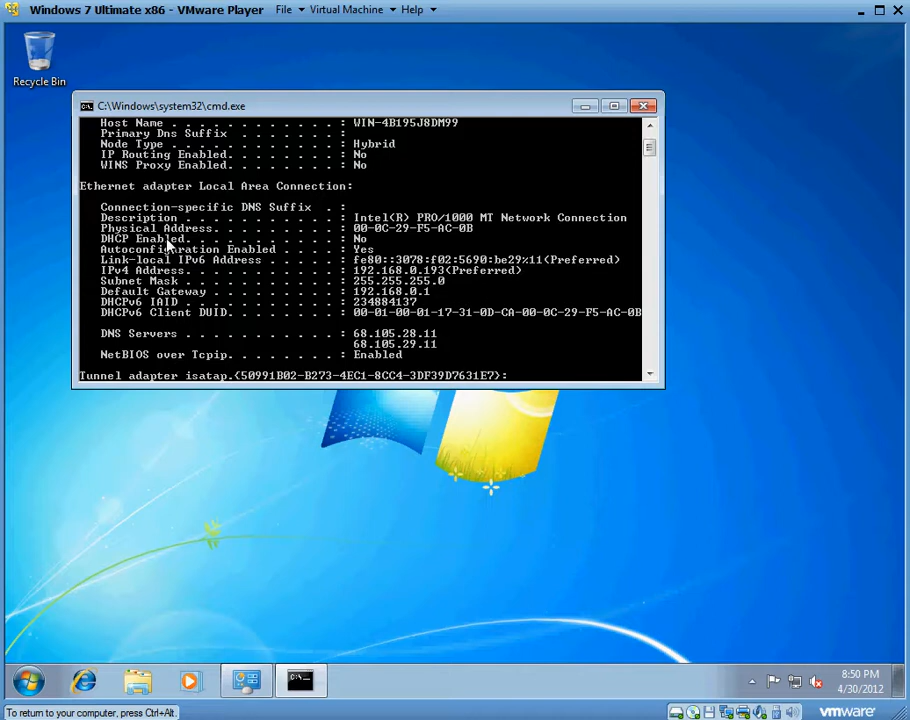 Windows 7 Ultimate x86 - VMware Player File Virtual Machine Help
Recycle Bin
C:\Windows\system32\cmd.exe
Host Name . . . . . . . . . . . . : WIN-4B195J8DM99
Primary Dns Suffix . . . . . . . :
Node Type . . . . . . . . . . . . : Hybrid
IP Routing Enabled. . . . . . . . : No
WINS Proxy Enabled. . . . . . . . : No
Ethernet adapter Local Area Connection:
Connection-specific DNS Suffix . :
Description . . . . . . . . . . . : Intel(R) PRO/1000 MT Network Connection
Physical Address. . . . . . . . . : 00-0C-29-F5-AC-0B
DHCP Enabled. . . . . . . . . . . : No
Autoconfiguration Enabled . . . . : Yes
Link-local IPv6 Address . . . . . : fe80::3078:f02:5690:be29%11(Preferred)
IPv4 Address. . . . . . . . . . . : 192.168.0.193(Preferred)
Subnet Mask . . . . . . . . . . . : 255.255.255.0
Default Gateway . . . . . . . . . : 192.168.0.1
DHCPv6 IAID . . . . . . . . . . . : 234884137
DHCPv6 Client DUID. . . . . . . . : 00-01-00-01-17-31-0D-CA-00-0C-29-F5-AC-0B
DNS Servers . . . . . . . . . . . : 68.105.28.11
68.105.29.11
NetBIOS over Tcpip. . . . . . . . : Enabled
Tunnel adapter isatap.{50991B02-B273-4EC1-8CC4-3DF39D7631E7}:
8:50 PM
4/30/2012
To return to your computer, press Ctrl+Alt.
vmware